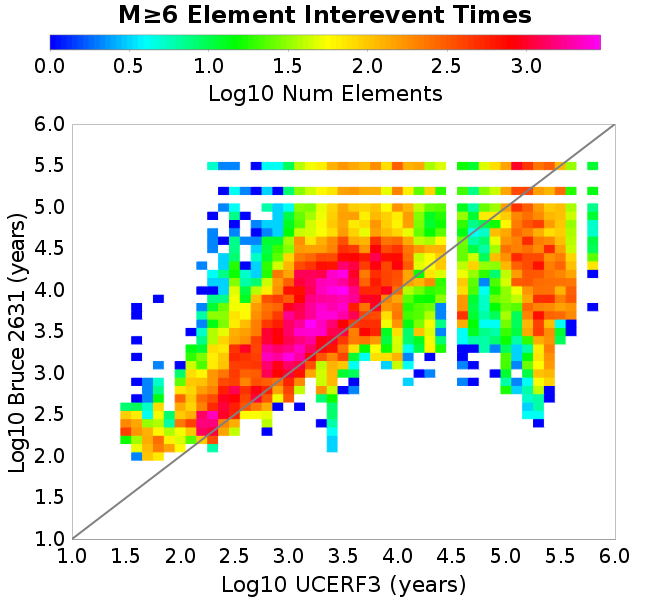 M≥6 Element Interevent Times
0.0 0.5 1.0 1.5 2.0 2.5 3.0
Log10 Num Elements
Log10 Bruce 2631 (years)
6.0
5.5
5.0
4.5
4.0
3.5
3.0
2.5
2.0
1.5
1.0
1.0 1.5 2.0 2.5 3.0 3.5 4.0 4.5 5.0 5.5 6.0
Log10 UCERF3 (years)